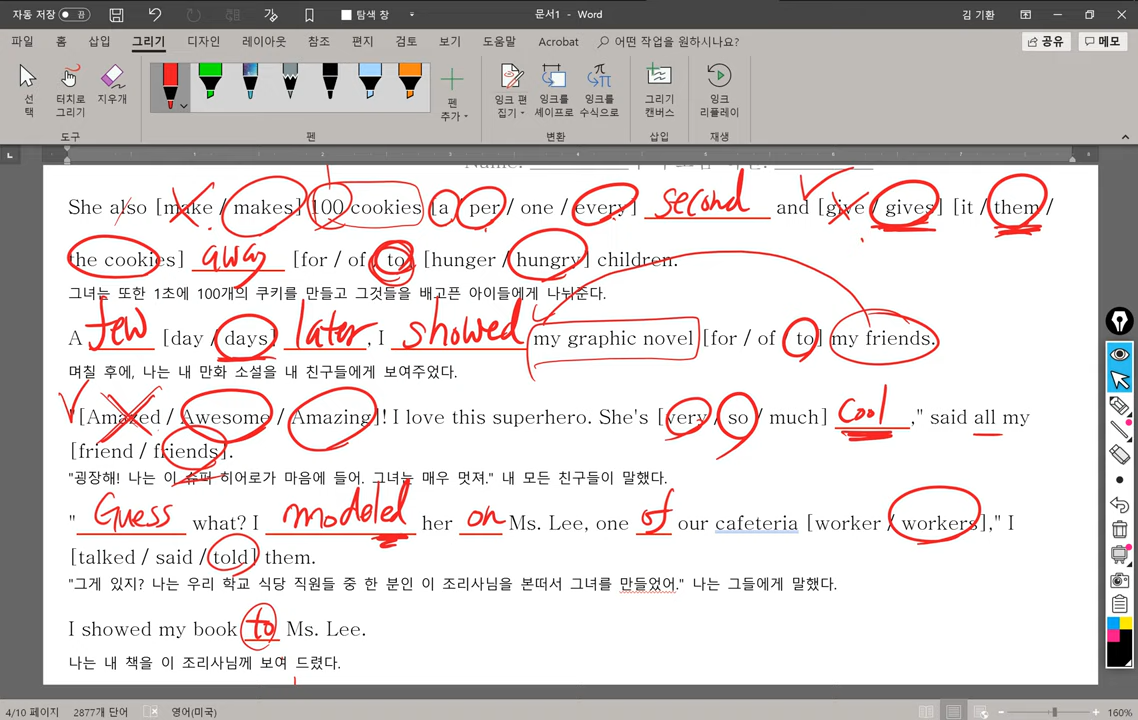 자동 저장 끔 탐색 창 문서1 - Word 김 기환
파일 홈 삽입 그리기 디자인 레이아웃 참조 편지 검토 보기 도움말 Acrobat 어떤 작업을 원하시나요? 공유 메모
선택 터치로 그리기 지우개 펜 추가 잉크 편집기 잉크를 셰이프로 잉크를 수식으로 그리기 캔버스 잉크 리플레이
도구 펜 변환 삽입 재생
She also [make / makes] 100 cookies [a / per / one / every] second and [give / gives] [it / them /
the cookies] away [for / of / to] [hunger / hungry] children.
그녀는 또한 1초에 100개의 쿠키를 만들고 그것들을 배고픈 아이들에게 나눠준다.
A few [day / days] later, I showed my graphic novel [for / of / to] my friends.
며칠 후에, 나는 내 만화 소설을 내 친구들에게 보여주었다.
"[Amazed / Awesome / Amazing]! I love this superhero. She's [very / so / much] cool," said all my
[friend / friends].
"굉장해! 나는 이 슈퍼 히어로가 마음에 들어. 그녀는 매우 멋져." 내 모든 친구들이 말했다.
" Guess what? I modeled her on Ms. Lee, one of our cafeteria [worker / workers]," I
[talked / said / told] them.
"그게 있지? 나는 우리 학교 식당 직원들 중 한 분인 이 조리사님을 본떠서 그녀를 만들었어." 나는 그들에게 말했다.
I showed my book to Ms. Lee.
나는 내 책을 이 조리사님께 보여 드렸다.
4/10 페이지 2877개 단어 영어(미국) 160%